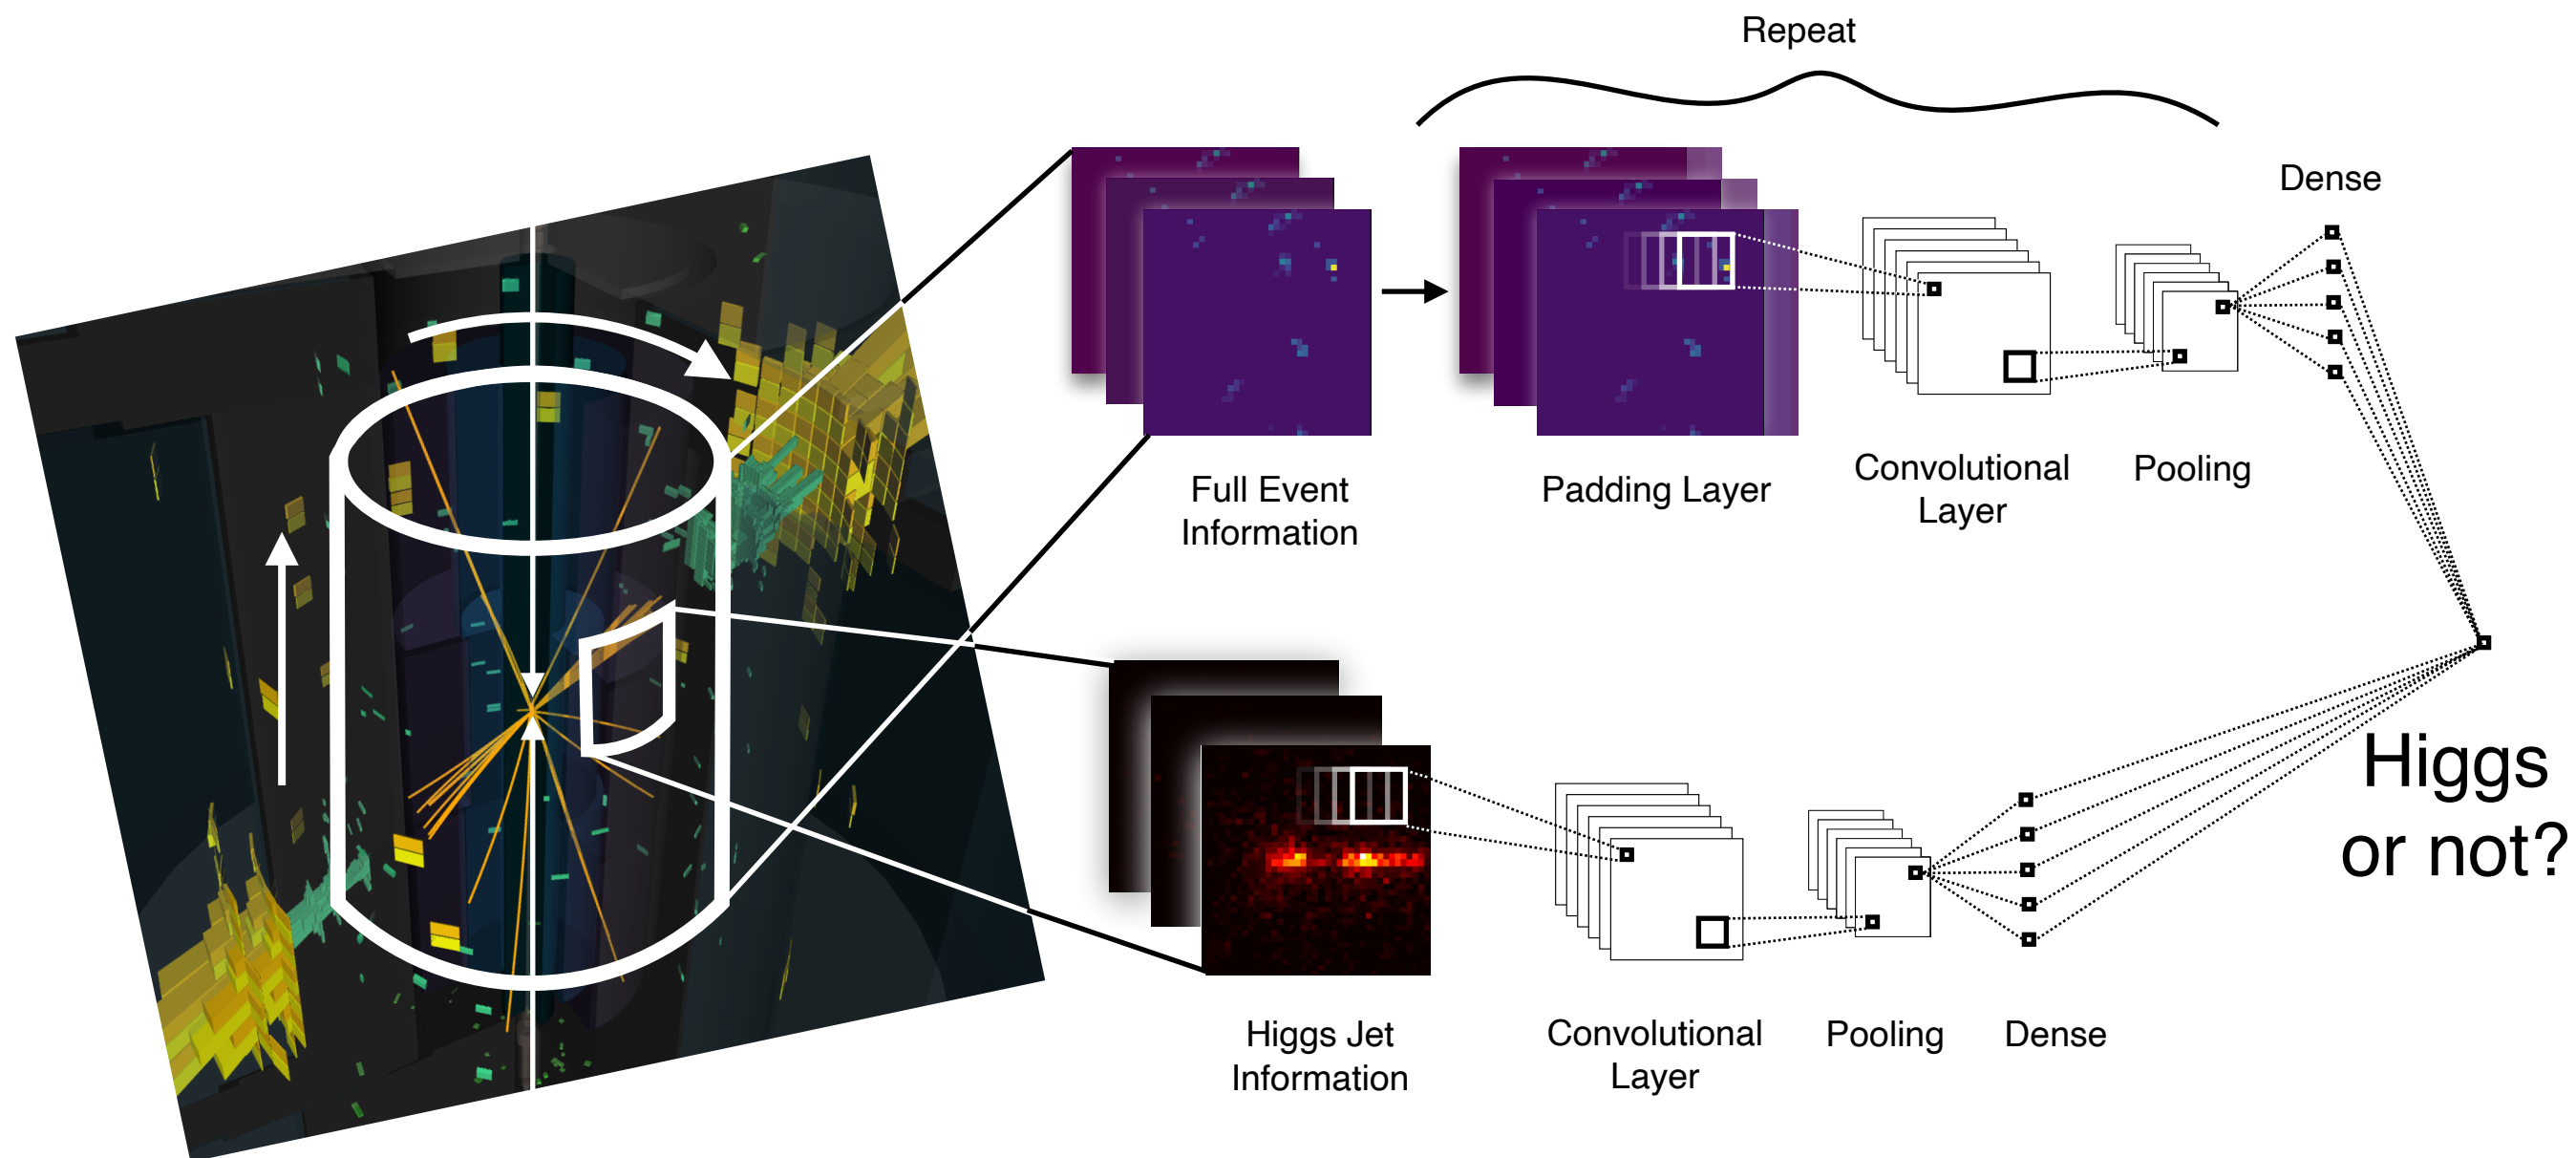 Repeat
Dense
Full Event
Information
Padding Layer
Convolutional
Layer
Pooling
Higgs
or not?
Higgs Jet
Information
Convolutional
Layer
Pooling
Dense